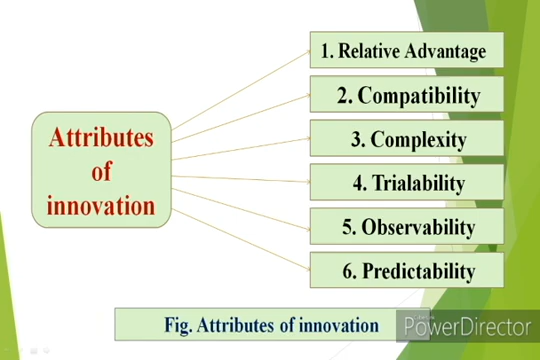 Attributes
of
innovation
1. Relative Advantage
2. Compatibility
3. Complexity
4. Trialability
5. Observability
6. Predictability
Fig. Attributes of innovation
PowerDirector